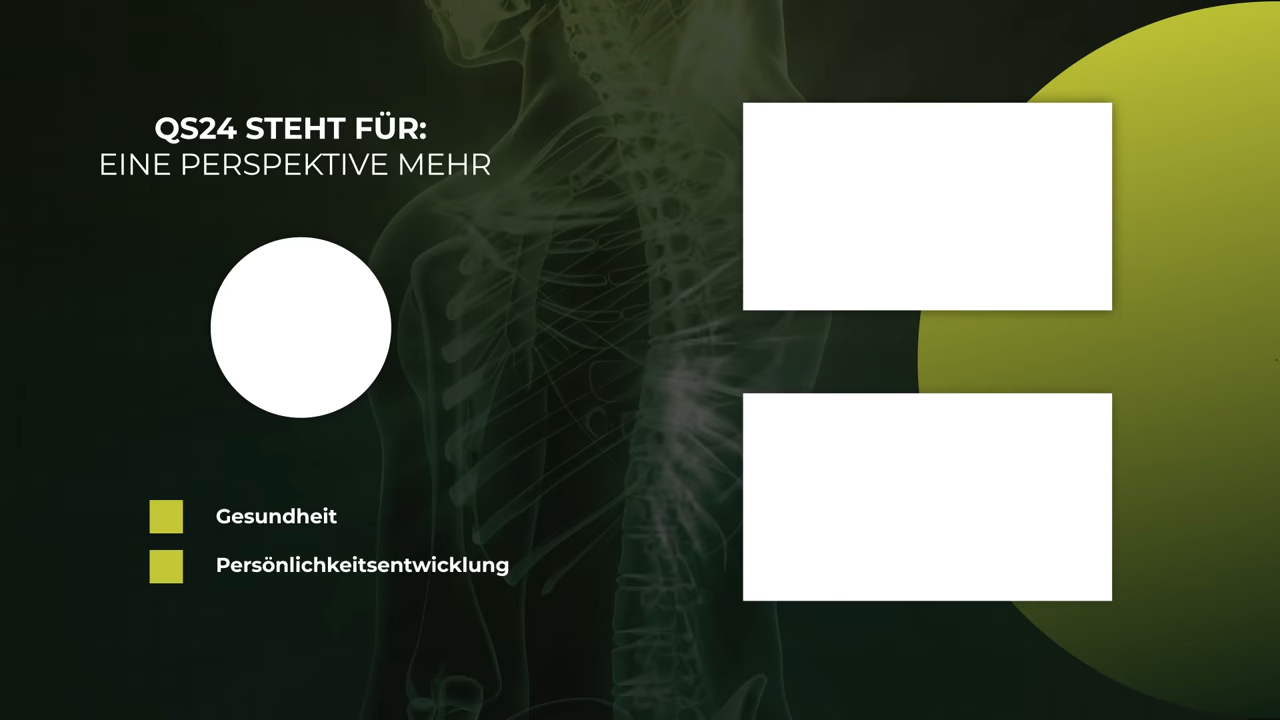 QS24 STEHT FÜR:
EINE PERSPEKTIVE MEHR
Gesundheit
Persönlichkeitsentwicklung